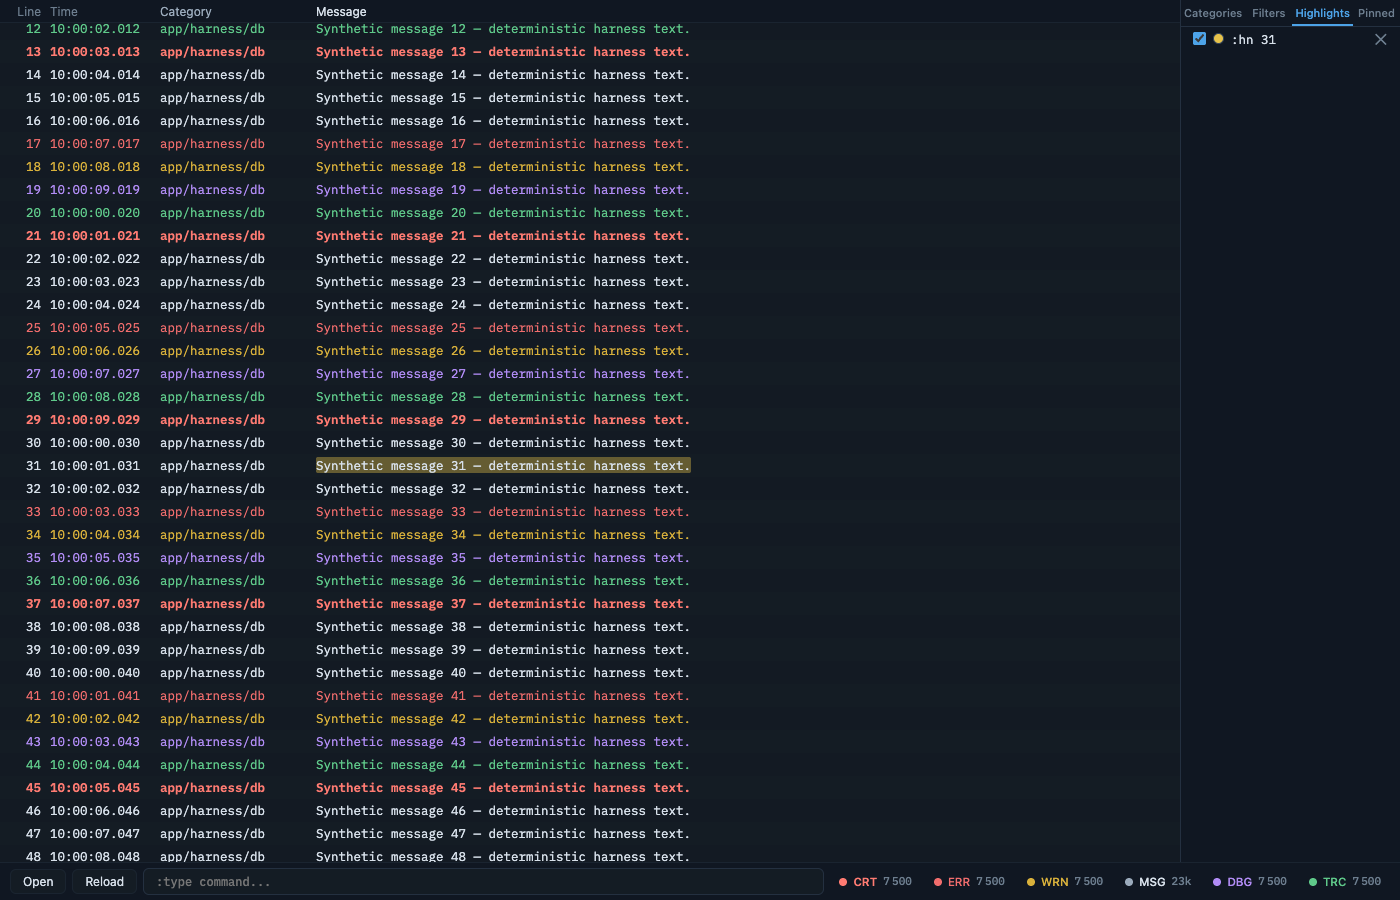 Line Time Category Message Categories Filters Highlights Pinned
12 10:00:02.012 app/harness/db Synthetic message 12 — deterministic harness text.
:hn 31
13 10:00:03.013 app/harness/db Synthetic message 13 — deterministic harness text.
14 10:00:04.014 app/harness/db Synthetic message 14 — deterministic harness text.
15 10:00:05.015 app/harness/db Synthetic message 15 — deterministic harness text.
16 10:00:06.016 app/harness/db Synthetic message 16 — deterministic harness text.
17 10:00:07.017 app/harness/db Synthetic message 17 — deterministic harness text.
18 10:00:08.018 app/harness/db Synthetic message 18 — deterministic harness text.
19 10:00:09.019 app/harness/db Synthetic message 19 — deterministic harness text.
20 10:00:00.020 app/harness/db Synthetic message 20 — deterministic harness text.
21 10:00:01.021 app/harness/db Synthetic message 21 — deterministic harness text.
22 10:00:02.022 app/harness/db Synthetic message 22 — deterministic harness text.
23 10:00:03.023 app/harness/db Synthetic message 23 — deterministic harness text.
24 10:00:04.024 app/harness/db Synthetic message 24 — deterministic harness text.
25 10:00:05.025 app/harness/db Synthetic message 25 — deterministic harness text.
26 10:00:06.026 app/harness/db Synthetic message 26 — deterministic harness text.
27 10:00:07.027 app/harness/db Synthetic message 27 — deterministic harness text.
28 10:00:08.028 app/harness/db Synthetic message 28 — deterministic harness text.
29 10:00:09.029 app/harness/db Synthetic message 29 — deterministic harness text.
30 10:00:00.030 app/harness/db Synthetic message 30 — deterministic harness text.
31 10:00:01.031 app/harness/db Synthetic message 31 — deterministic harness text.
32 10:00:02.032 app/harness/db Synthetic message 32 — deterministic harness text.
33 10:00:03.033 app/harness/db Synthetic message 33 — deterministic harness text.
34 10:00:04.034 app/harness/db Synthetic message 34 — deterministic harness text.
35 10:00:05.035 app/harness/db Synthetic message 35 — deterministic harness text.
36 10:00:06.036 app/harness/db Synthetic message 36 — deterministic harness text.
37 10:00:07.037 app/harness/db Synthetic message 37 — deterministic harness text.
38 10:00:08.038 app/harness/db Synthetic message 38 — deterministic harness text.
39 10:00:09.039 app/harness/db Synthetic message 39 — deterministic harness text.
40 10:00:00.040 app/harness/db Synthetic message 40 — deterministic harness text.
41 10:00:01.041 app/harness/db Synthetic message 41 — deterministic harness text.
42 10:00:02.042 app/harness/db Synthetic message 42 — deterministic harness text.
43 10:00:03.043 app/harness/db Synthetic message 43 — deterministic harness text.
44 10:00:04.044 app/harness/db Synthetic message 44 — deterministic harness text.
45 10:00:05.045 app/harness/db Synthetic message 45 — deterministic harness text.
46 10:00:06.046 app/harness/db Synthetic message 46 — deterministic harness text.
47 10:00:07.047 app/harness/db Synthetic message 47 — deterministic harness text.
48 10:00:08.048 app/harness/db Synthetic message 48 — deterministic harness text.
Open Reload :type command... CRT 7 500 ERR 7 500 WRN 7 500 MSG 23k DBG 7 500 TRC 7 500